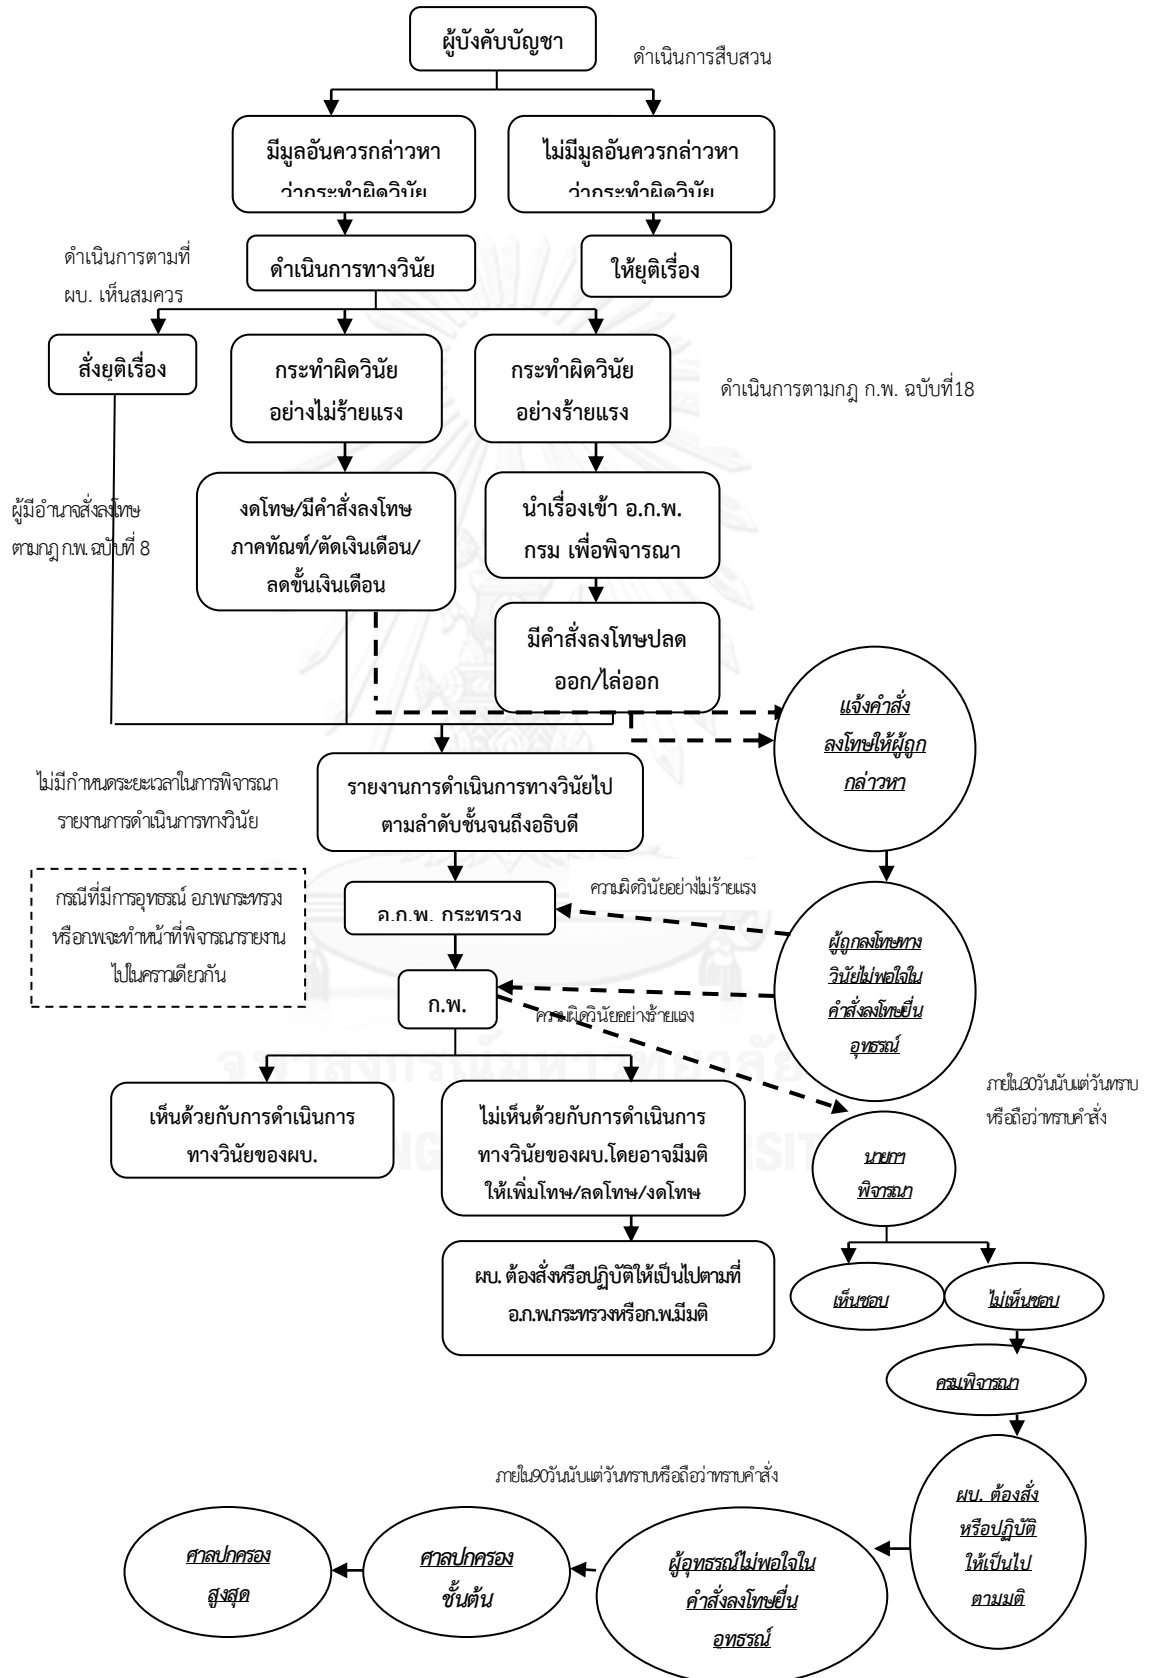 ผู้บังคับบัญชา
ดำเนินการสืบสวน
มีมูลอันควรกล่าวหา
ว่ากระทำผิดวินัย
ไม่มีมูลอันควรกล่าวหา
ว่ากระทำผิดวินัย
ดำเนินการตามที่
ผบ. เห็นสมควร
ดำเนินการทางวินัย
ให้ยุติเรื่อง
สั่งยุติเรื่อง
กระทำผิดวินัย
อย่างไม่ร้ายแรง
กระทำผิดวินัย
อย่างร้ายแรง
ดำเนินการตามกฎ ก.พ. ฉบับที่18
ผู้มีอำนาจสั่งลงโทษ
ตามกฎ ก.พ. ฉบับที่ 8
งดโทษ/มีคำสั่งลงโทษ
ภาคทัณฑ์/ตัดเงินเดือน/
ลดขั้นเงินเดือน
นำเรื่องเข้า อ.ก.พ.
กรม เพื่อพิจารณา
มีคำสั่งลงโทษปลด
ออก/ไล่ออก
แจ้งคำสั่ง
ลงโทษให้ผู้ถูก
กล่าวหา
ไม่มีกำหนดระยะเวลาในการพิจารณา
รายงานการดำเนินการทางวินัย
รายงานการดำเนินการทางวินัยไป
ตามลำดับชั้นจนถึงอธิบดี
กรณีที่มีการอุทธรณ์ อ.ก.พ.กระทรวง
หรือก.พ.จะทำหน้าที่พิจารณารายงาน
ไปในคราวเดียวกัน
อ.ก.พ. กระทรวง
ความผิดวินัยอย่างไม่ร้ายแรง
ผู้ถูกลงโทษทาง
วินัยไม่พอใจใน
คำสั่งลงโทษยื่น
อุทธรณ์
ก.พ.
ความผิดวินัยอย่างร้ายแรง
จุฬาลงกรณ์มหาวิทยาลัย
ภายใน30วันนับแต่วันทราบ
หรือถือว่าทราบคำสั่ง
เห็นด้วยกับการดำเนินการ
ทางวินัยของผบ.
ไม่เห็นด้วยกับการดำเนินการ
ทางวินัยของผบ.โดยอาจมีมติ
ให้เพิ่มโทษ/ลดโทษ/งดโทษ
นายกฯ
พิจารณา
ผบ. ต้องสั่งหรือปฏิบัติให้เป็นไปตามที่
อ.ก.พ.กระทรวงหรือก.พ.มีมติ
เห็นชอบ
ไม่เห็นชอบ
ครม.พิจารณา
ภายใน90วันนับแต่วันทราบหรือถือว่าทราบคำสั่ง
ผบ. ต้องสั่ง
หรือปฏิบัติ
ให้เป็นไป
ตามมติ
ผู้อุทธรณ์ไม่พอใจใน
คำสั่งลงโทษยื่น
อุทธรณ์
ศาลปกครอง
ชั้นต้น
ศาลปกครอง
สูงสุด